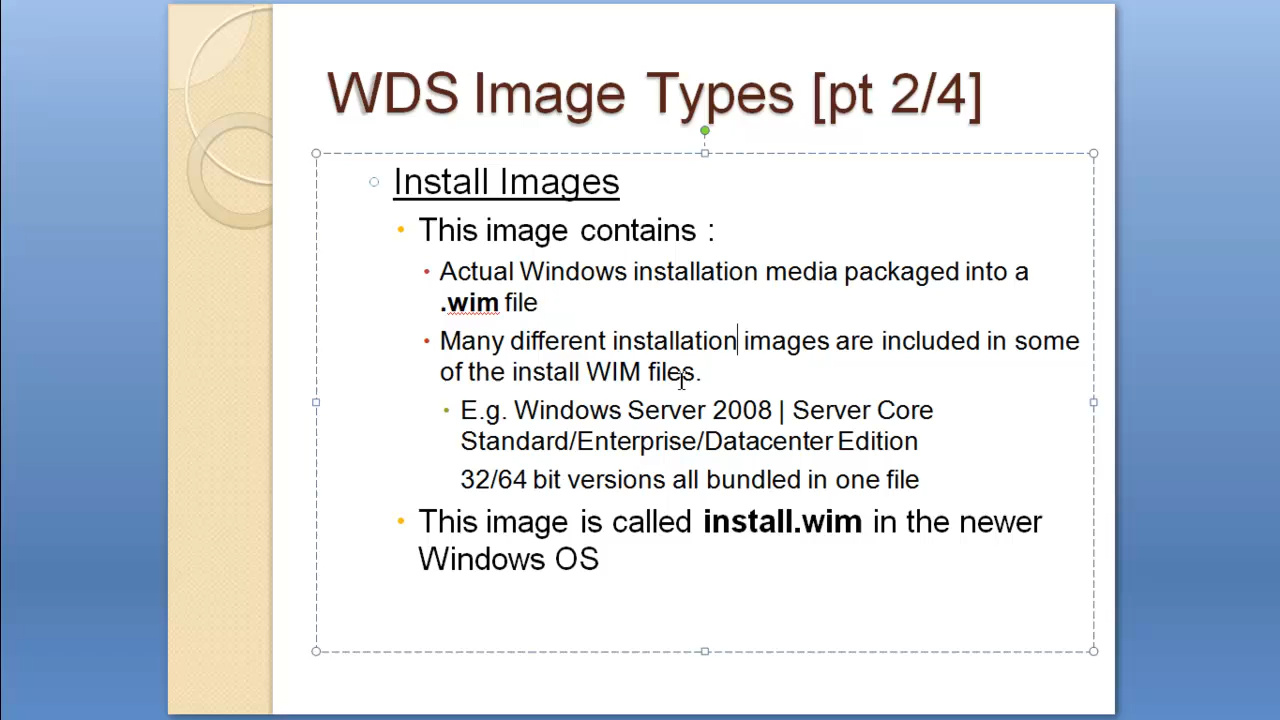 WDS Image Types [pt 2/4]
Install Images
This image contains :
Actual Windows installation media packaged into a
.wim file
Many different installation images are included in some
of the install WIM files.
E.g. Windows Server 2008 | Server Core
Standard/Enterprise/Datacenter Edition
32/64 bit versions all bundled in one file
This image is called install.wim in the newer
Windows OS